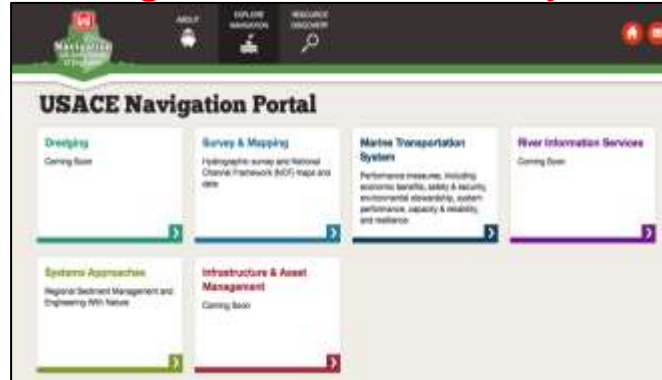 ABOUT
EXPLORE
NAVIGATION
RESOURCE
DISCOVERY
Navigation
USACE Navigation Portal
Dredging
Coming Soon
Survey & Mapping
Hydrographic survey and National
Channel Framework (NCF) maps and
data
Marine Transportation
System
Performance measures, including
economic benefits, safety & security,
environmental stewardship, system
performance, capacity & reliability,
and resilience
River Information Services
Coming Soon
Systems Approaches
Regional Sediment Management and
Engineering With Nature
Infrastructure & Asset
Management
Coming Soon